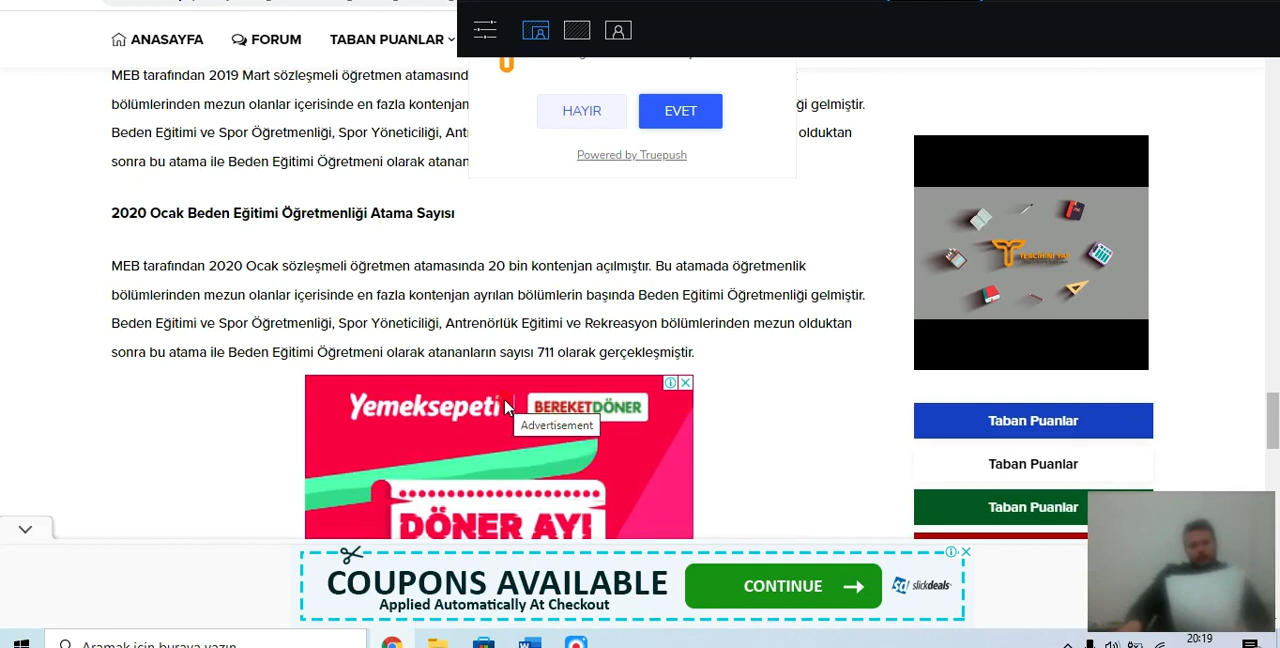 ANASAYFA FORUM TABAN PUANLAR
MEB tarafından 2019 Mart sözleşmeli öğretmen atamasınd
bölümlerinden mezun olanlar içerisinde en fazla kontenjan ği gelmiştir.
Beden Eğitimi ve Spor Öğretmenliği, Spor Yöneticiliği, Ant olduktan
sonra bu atama ile Beden Eğitimi Öğretmeni olarak atanan
HAYIR EVET
Powered by Truepush
2020 Ocak Beden Eğitimi Öğretmenliği Atama Sayısı
MEB tarafından 2020 Ocak sözleşmeli öğretmen atamasında 20 bin kontenjan açılmıştır. Bu atamada öğretmenlik
bölümlerinden mezun olanlar içerisinde en fazla kontenjan ayrılan bölümlerin başında Beden Eğitimi Öğretmenliği gelmiştir.
Beden Eğitimi ve Spor Öğretmenliği, Spor Yöneticiliği, Antrenörlük Eğitimi ve Rekreasyon bölümlerinden mezun olduktan
sonra bu atama ile Beden Eğitimi Öğretmeni olarak atananların sayısı 711 olarak gerçekleşmiştir.
Yemeksepeti BEREKETDÖNER
Advertisement
DÖNER AYI
Taban Puanlar
Taban Puanlar
Taban Puanlar
COUPONS AVAILABLE
Applied Automatically At Checkout
CONTINUE
sd slickdeals
Aramak için buraya yazın
20:19